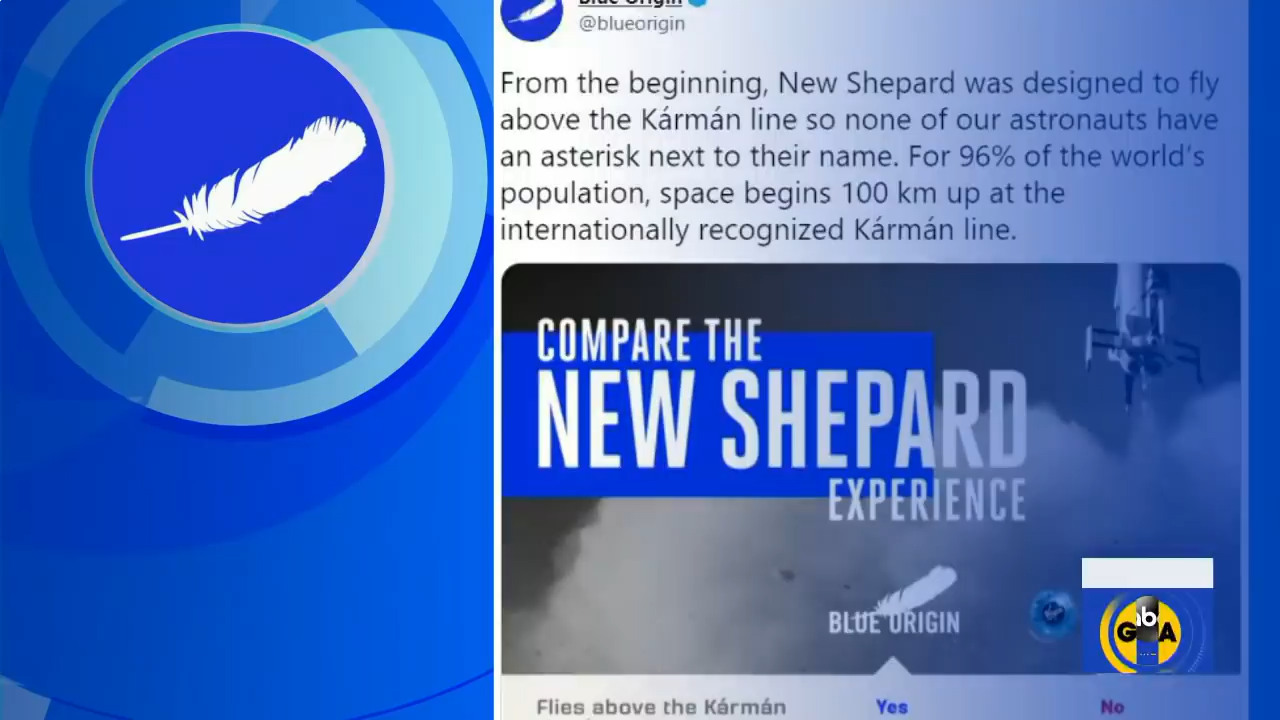 Blue Origin
@blueorigin
From the beginning, New Shepard was designed to fly
above the Kármán line so none of our astronauts have
an asterisk next to their name. For 96% of the world's
population, space begins 100 km up at the
internationally recognized Kármán line.
COMPARE THE
NEW SHEPARD
EXPERIENCE
BLUE ORIGIN
Flies above the Kármán
Yes
No